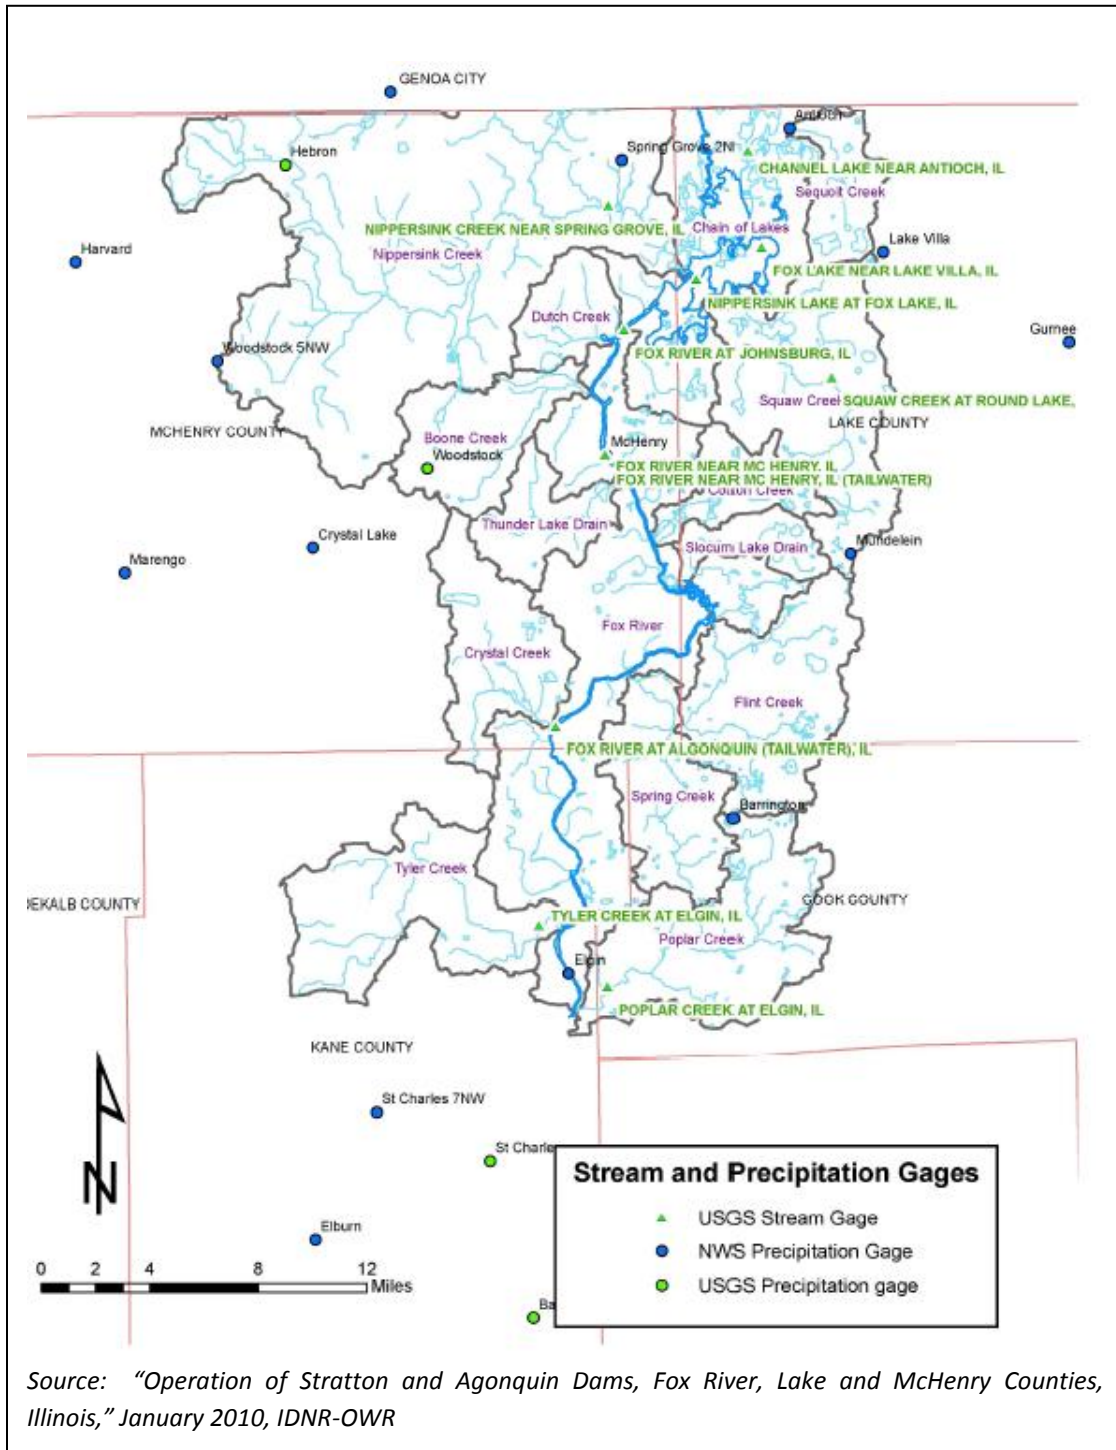 GENOA CITY
Antioch
Hebron
Spring Grove 2N
CHANNEL LAKE NEAR ANTIOCH, IL
Sequoit Creek
NIPPERSINK CREEK NEAR SPRING GROVE, IL
Chain of Lakes
Nippersink Creek
Lake Villa
Harvard
FOX LAKE NEAR LAKE VILLA, IL
NIPPERSINK LAKE AT FOX LAKE, IL
Dutch Creek
Gurnee
Woodstock 5NW
FOX RIVER AT JOHNSBURG, IL
Squaw Creek
SQUAW CREEK AT ROUND LAKE,
MCHENRY COUNTY
LAKE COUNTY
Boone Creek
McHenry
Woodstock
FOX RIVER NEAR MC HENRY, IL
FOX RIVER NEAR MC HENRY, IL (TAILWATER)
Cotton Creek
Thunder Lake Drain
Crystal Lake
Slocum Lake Drain
Mundelein
Marengo
Fox River
Crystal Creek
Flint Creek
FOX RIVER AT ALGONQUIN (TAILWATER), IL
Spring Creek
Barrington
Tyler Creek
DEKALB COUNTY
COOK COUNTY
TYLER CREEK AT ELGIN, IL
Poplar Creek
Elgin
POPLAR CREEK AT ELGIN, IL
KANE COUNTY
St Charles 7NW
N
St Charle
Stream and Precipitation Gages
USGS Stream Gage
NWS Precipitation Gage
USGS Precipitation gage
Elburn
0 2 4 8 12
Miles
Ba
Source: “Operation of Stratton and Agonquin Dams, Fox River, Lake and McHenry Counties,
Illinois,” January 2010, IDNR-OWR